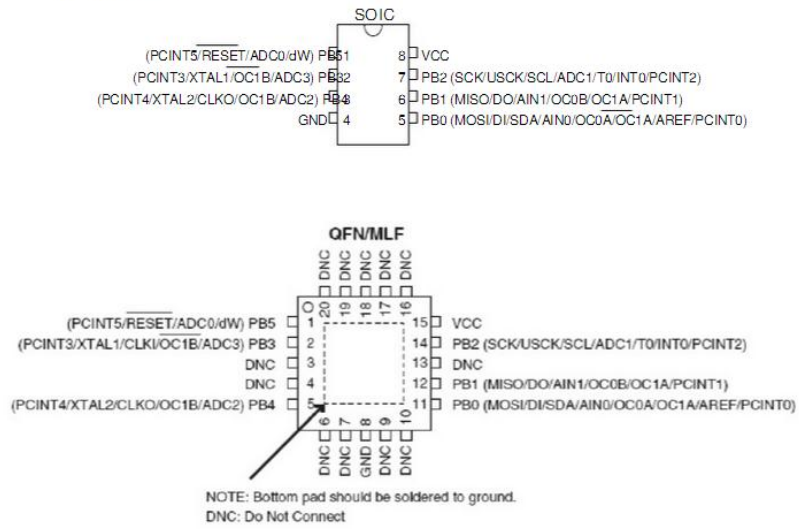 SOIC
(PCINT5/RESET/ADC0/dW) PB5 1
8 VCC
(PCINT3/XTAL1/OC1B/ADC3) PB3 2
7 PB2 (SCK/USCK/SCL/ADC1/T0/INT0/PCINT2)
(PCINT4/XTAL2/CLKO/OC1B/ADC2) PB4 3
6 PB1 (MISO/DO/AIN1/OC0B/OC1A/PCINT1)
GND 4
5 PB0 (MOSI/DI/SDA/AIN0/OC0A/OC1A/AREF/PCINT0)
QFN/MLF
DNC DNC DNC DNC DNC
20 19 18 17 16
(PCINT5/RESET/ADC0/dW) PB5 1
15 VCC
(PCINT3/XTAL1/CLKI/OC1B/ADC3) PB3 2
14 PB2 (SCK/USCK/SCL/ADC1/T0/INT0/PCINT2)
DNC 3
13 DNC
DNC 4
12 PB1 (MISO/DO/AIN1/OC0B/OC1A/PCINT1)
(PCINT4/XTAL2/CLKO/OC1B/ADC2) PB4 5
11 PB0 (MOSI/DI/SDA/AIN0/OC0A/OC1A/AREF/PCINT0)
6 7 8 9 10
DNC DNC GND DNC DNC
NOTE: Bottom pad should be soldered to ground.
DNC: Do Not Connect